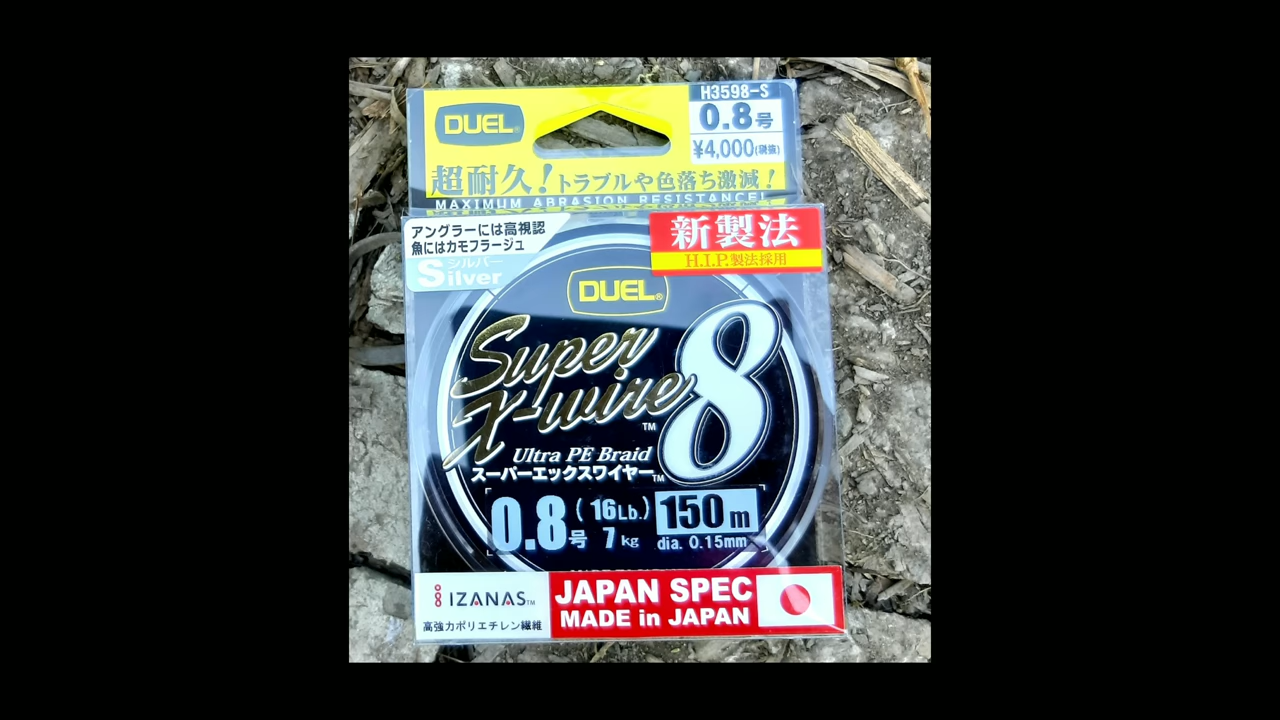 H3598-S
DUEL®
0.8号
¥4,000(税抜)
超耐久!トラブルや色落ち激減!
MAXIMUM ABRASION RESISTANCE!
アングラーには高視認
魚にはカモフラージュ
シルバー
Silver
新製法
H.I.P.製法採用
DUEL®
Super
X-wire 8
TM
Ultra PE Braid
スーパーエックスワイヤー™
0.8号 (16Lb.) 7kg 150m
dia. 0.15mm
IZANAS™
高強力ポリエチレン繊維
JAPAN SPEC
MADE in JAPAN